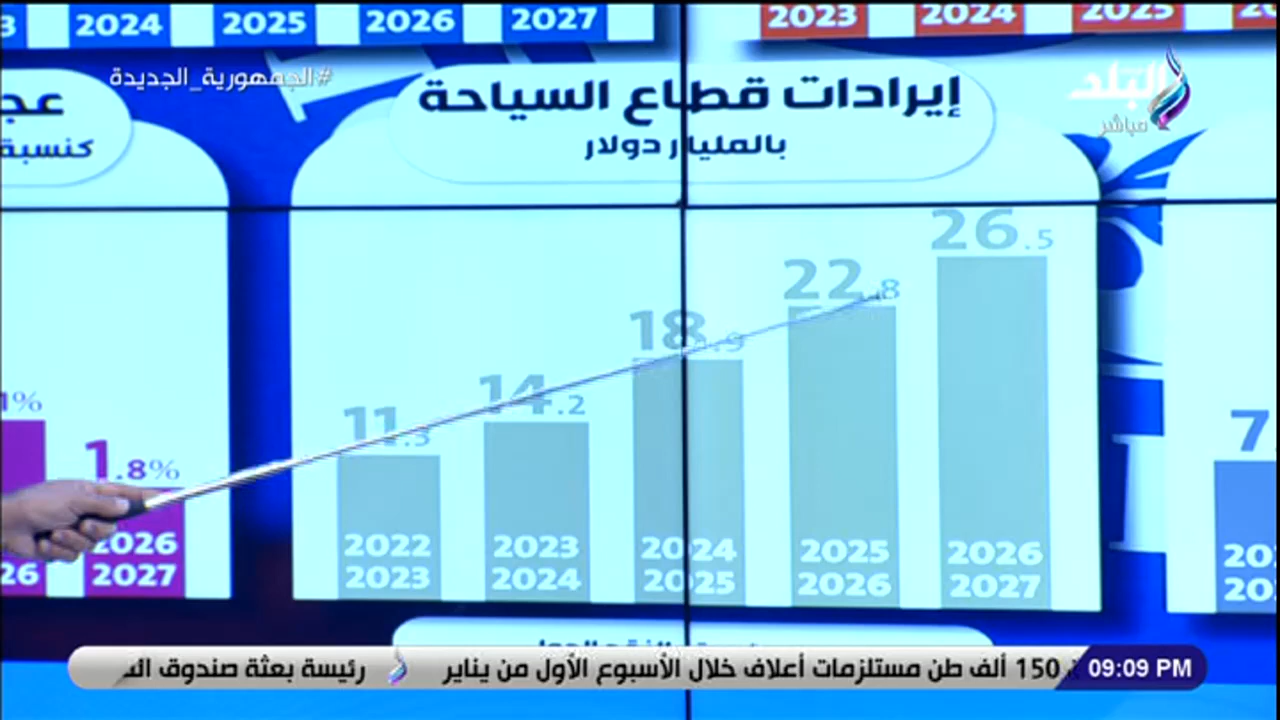 2024
2025
2026
2027
2023
2024
2025
#الجمهورية_الجديدة
البلد
مباشر
إيرادات قطاع السياحة
بالمليار دولار
كنسبة
11.3
14.2
18.9
22.8
26.5
2022
2023
2023
2024
2024
2025
2025
2026
2026
2027
1.8%
2026
2027
7
150 ألف طن مستلزمات أعلاف خلال الأسبوع الأول من يناير
رئيسة بعثة صندوق
09:09 PM